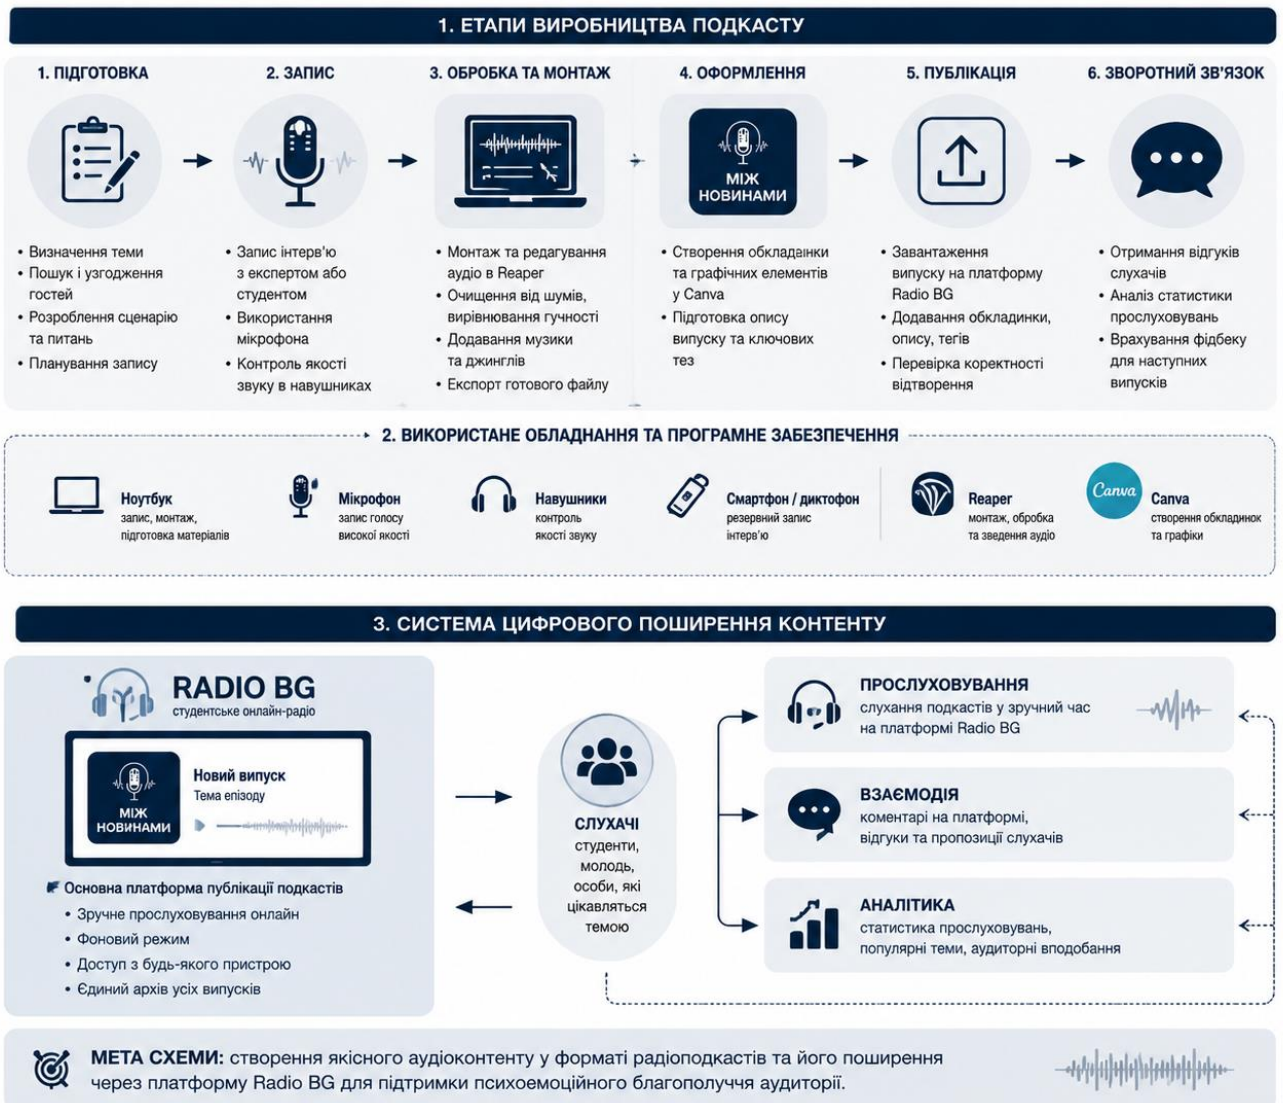 1. ЕТАПИ ВИРОБНИЦТВА ПОДКАСТУ
1. ПІДГОТОВКА
• Визначення теми
• Пошук і узгодження
гостей
• Розроблення сценарію
та питань
• Планування запису
2. ЗАПИС
• Запис інтерв'ю
з експертом або
студентом
• Використання
мікрофона
• Контроль якості
звуку в навушниках
3. ОБРОБКА ТА МОНТАЖ
• Монтаж та редагування
аудіо в Reaper
• Очищення від шумів,
вирівнювання гучності
• Додавання музики
та джинглів
• Експорт готового файлу
4. ОФОРМЛЕННЯ
МІЖ
НОВИНАМИ
• Створення обкладинки
та графічних елементів
у Canva
• Підготовка опису
випуску та ключових
тез
5. ПУБЛІКАЦІЯ
• Завантаження
випуску на платформу
Radio BG
• Додавання обкладинки,
опису, тегів
• Перевірка коректності
відтворення
6. ЗВОРОТНИЙ ЗВ'ЯЗОК
• Отримання відгуків
слухачів
• Аналіз статистики
прослуховувань
• Врахування фідбеку
для наступних
випусків
2. ВИКОРИСТАНЕ ОБЛАДНАННЯ ТА ПРОГРАМНЕ ЗАБЕЗПЕЧЕННЯ
Ноутбук
запис, монтаж,
підготовка матеріалів
Мікрофон
запис голосу
високої якості
Навушники
контроль
якості звуку
Смартфон / диктофон
резервний запис
інтерв'ю
Reaper
монтаж, обробка
та зведення аудіо
Canva
Canva
створення обкладинок
та графіки
3. СИСТЕМА ЦИФРОВОГО ПОШИРЕННЯ КОНТЕНТУ
RADIO BG
студентське онлайн-радіо
МІЖ
НОВИНАМИ
Новий випуск
Тема епізоду
Основна платформа публікації подкастів
• Зручне прослуховування онлайн
• Фоновий режим
• Доступ з будь-якого пристрою
• Єдиний архів усіх випусків
СЛУХАЧІ
студенти,
молодь,
особи, які
цікавляться
темою
ПРОСЛУХОВУВАННЯ
слухання подкастів у зручний час
на платформі Radio BG
ВЗАЄМОДІЯ
коментарі на платформі,
відгуки та пропозиції слухачів
АНАЛІТИКА
статистика прослуховувань,
популярні теми, аудиторні вподобання
МЕТА СХЕМИ: створення якісного аудіоконтенту у форматі радіоподкастів та його поширення
через платформу Radio BG для підтримки психоемоційного благополуччя аудиторії.